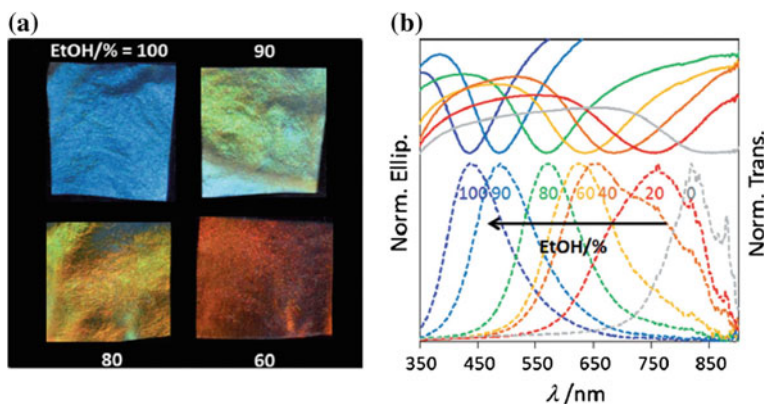 (a)
EtOH/% = 100
90
80
60
(b)
Norm. Ellip.
Norm. Trans.
100 90 80 60 40 20 0
EtOH/%
350 450 550 650 750 850
λ /nm